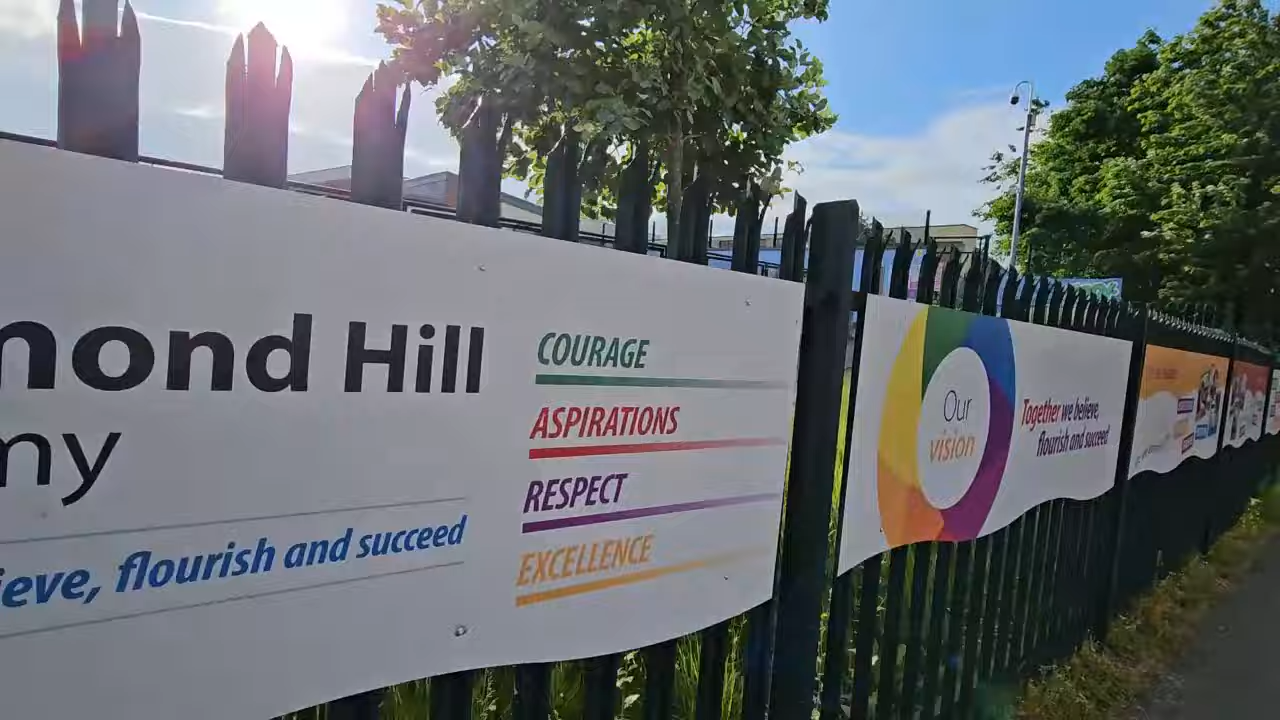 mond Hill
my
ieve, flourish and succeed
COURAGE
ASPIRATIONS
RESPECT
EXCELLENCE
Our
vision
Together we believe,
flourish and succeed